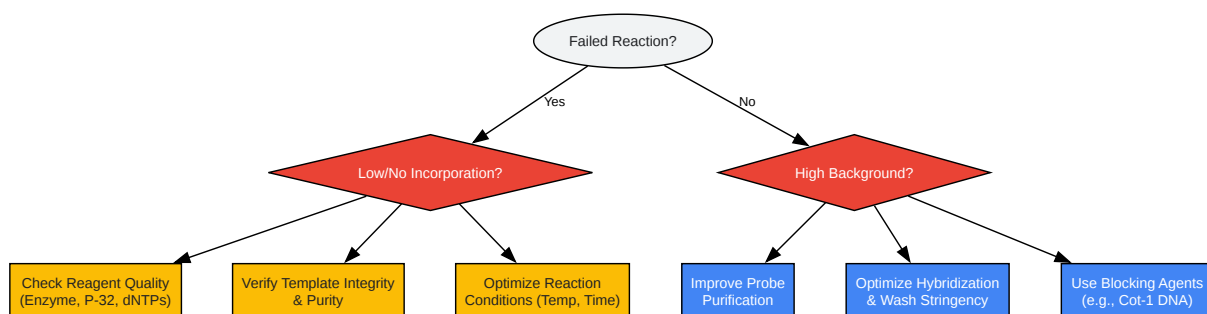 Failed Reaction?
Yes
No
Low/No Incorporation?
High Background?
Check Reagent Quality
(Enzyme, P-32, dNTPs)
Verify Template Integrity
& Purity
Optimize Reaction
Conditions (Temp, Time)
Improve Probe
Purification
Optimize Hybridization
& Wash Stringency
Use Blocking Agents
(e.g., Cot-1 DNA)